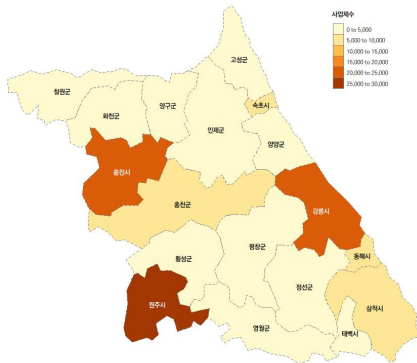 사업체수
0 to 5,000
5,000 to 10,000
10,000 to 15,000
15,000 to 20,000
20,000 to 25,000
25,000 to 30,000
고성군
철원군
화천군
양구군
속초시
인제군
양양군
춘천시
홍천군
강릉시
평창군
동해시
횡성군
정선군
원주시
삼척시
영월군
태백시